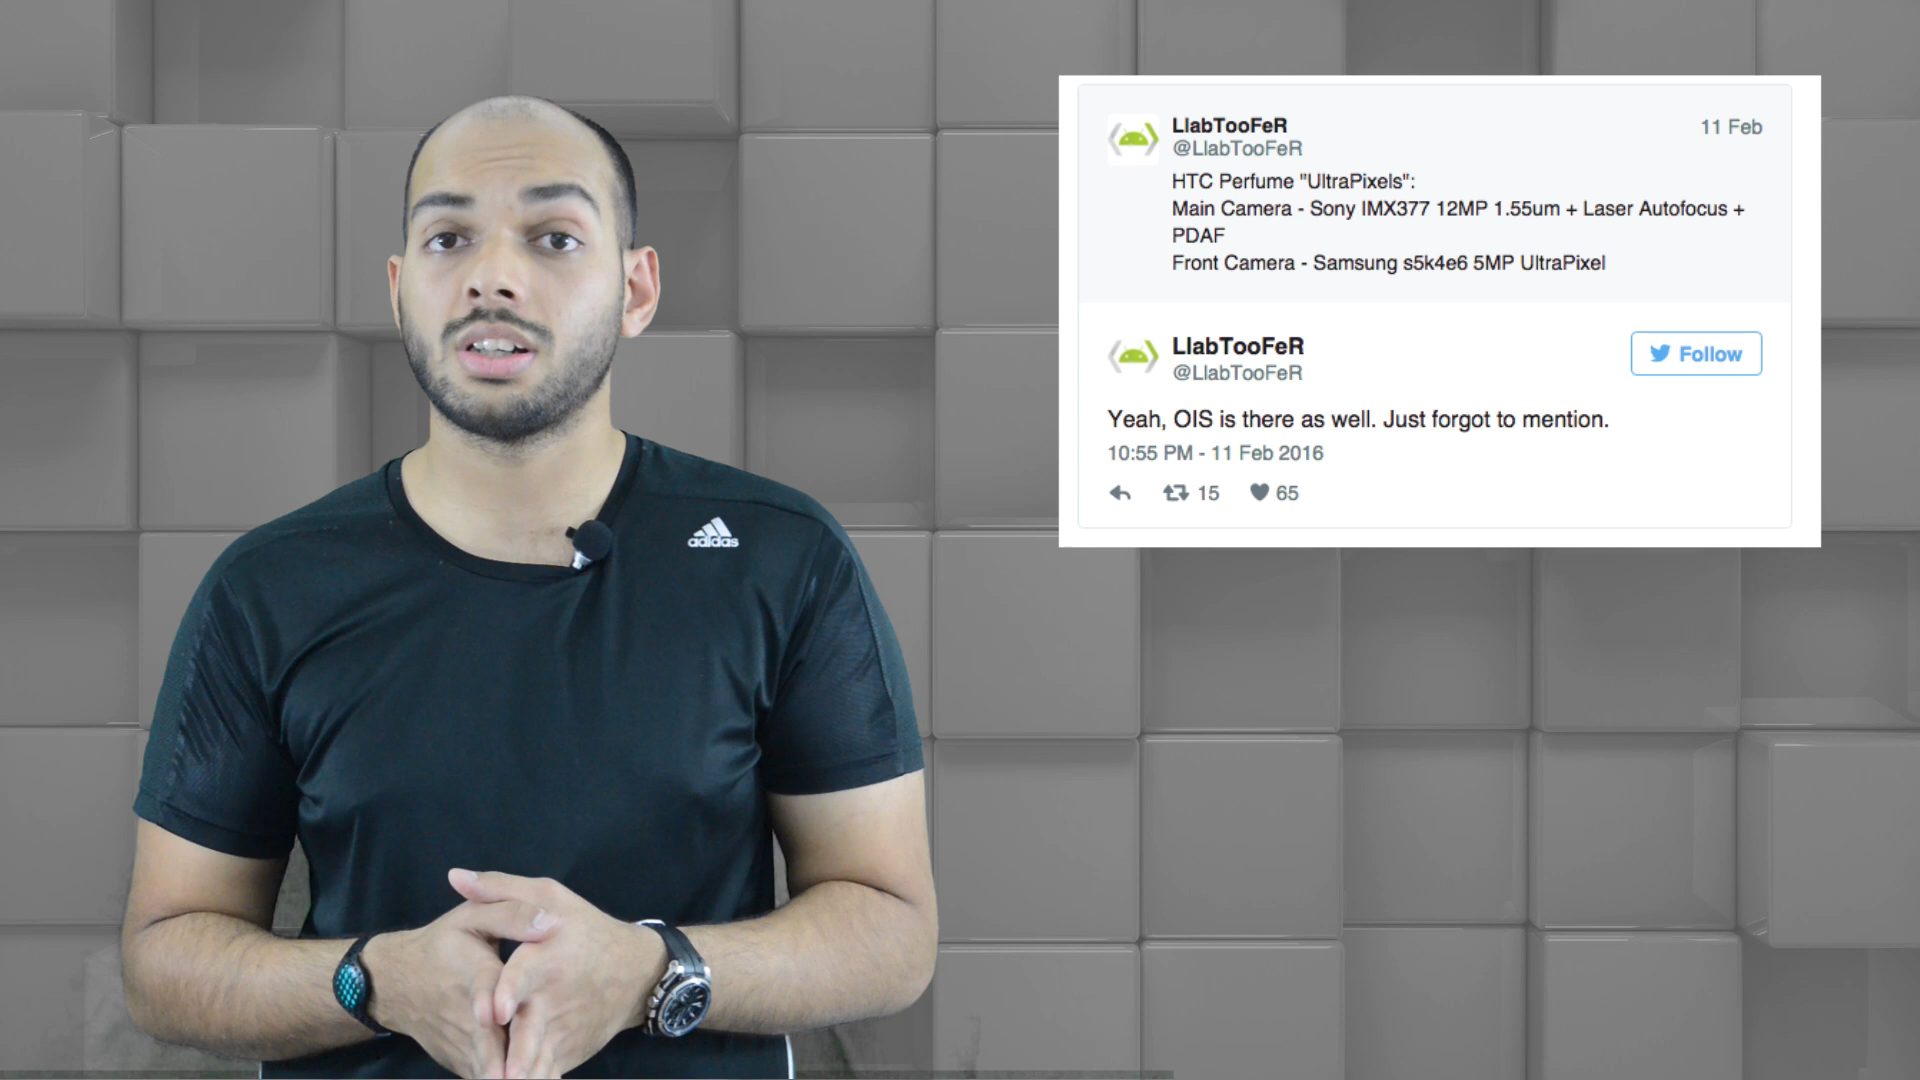 LlabTooFeR
11 Feb
@LlabTooFeR
HTC Perfume "UltraPixels":
Main Camera - Sony IMX377 12MP 1.55um + Laser Autofocus +
PDAF
Front Camera - Samsung s5k4e6 5MP UltraPixel
LlabTooFeR
Follow
@LlabTooFeR
Yeah, OIS is there as well. Just forgot to mention.
10:55 PM - 11 Feb 2016
15 65
adidas